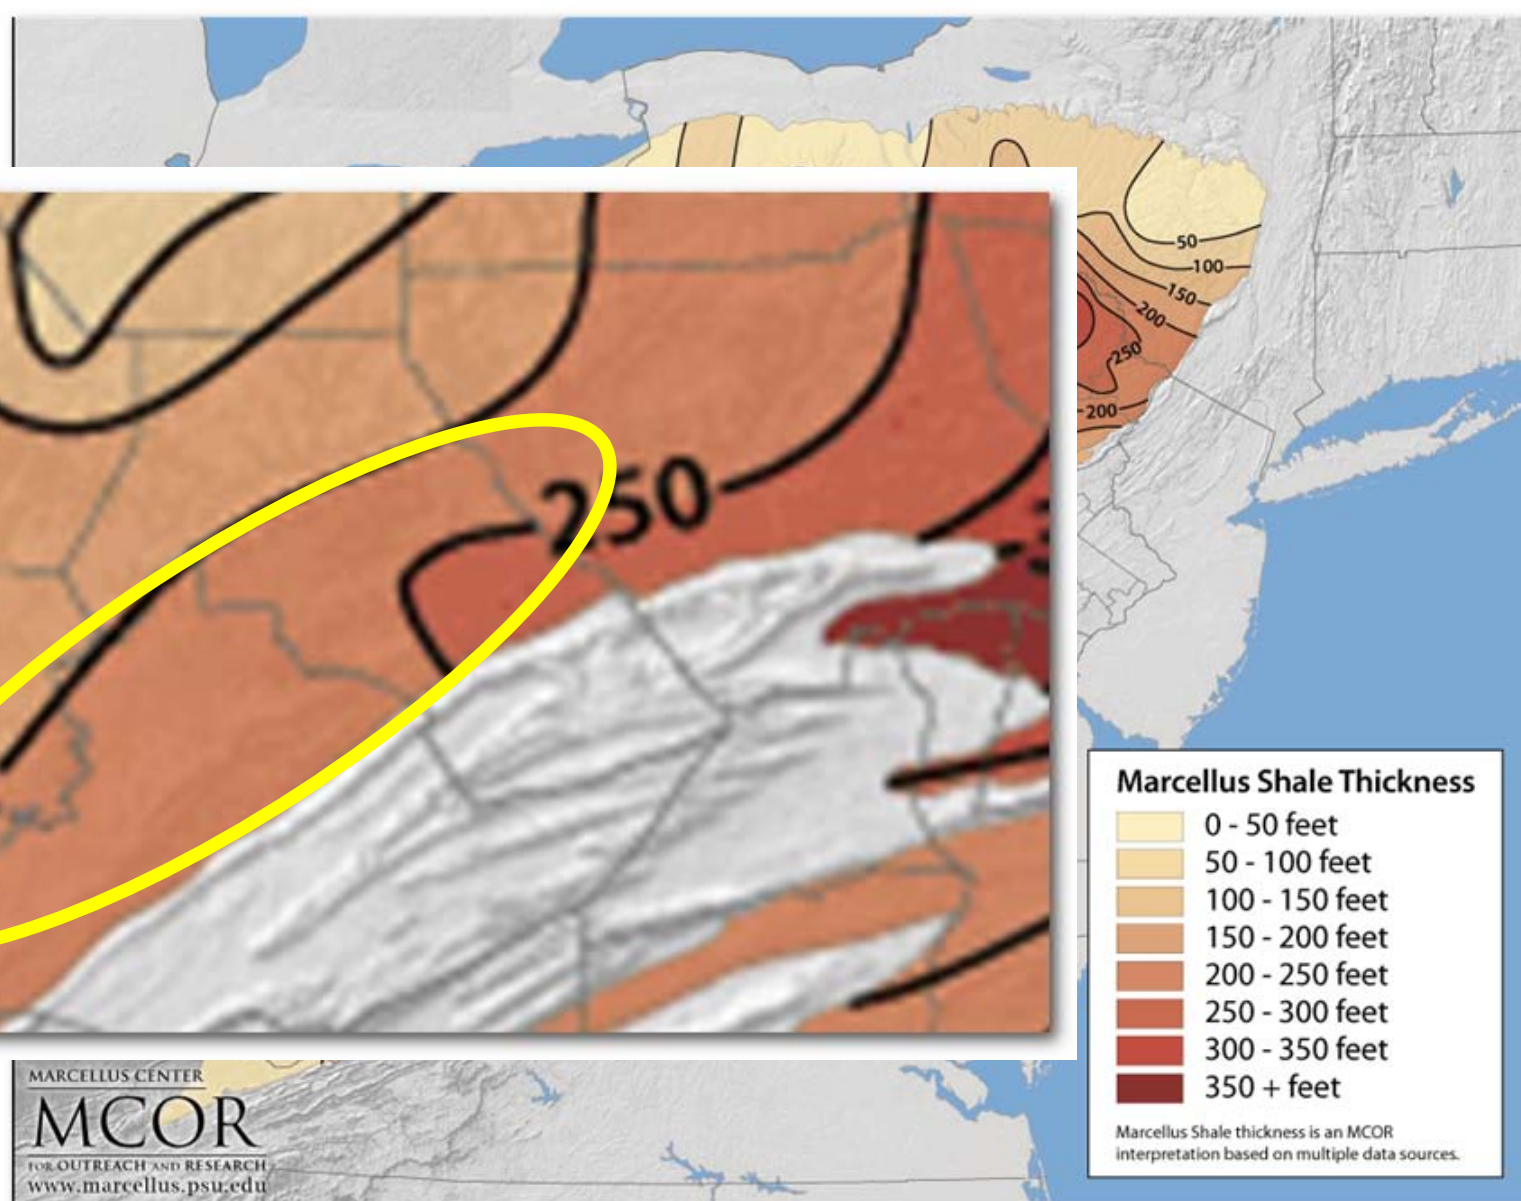 50
100
150
200
250
200
250
Marcellus Shale Thickness
0 - 50 feet
50 - 100 feet
100 - 150 feet
150 - 200 feet
200 - 250 feet
250 - 300 feet
300 - 350 feet
350 + feet
Marcellus Shale thickness is an MCOR
interpretation based on multiple data sources.
MARCELLUS CENTER
MCOR
FOR OUTREACH AND RESEARCH
www.marcellus.psu.edu